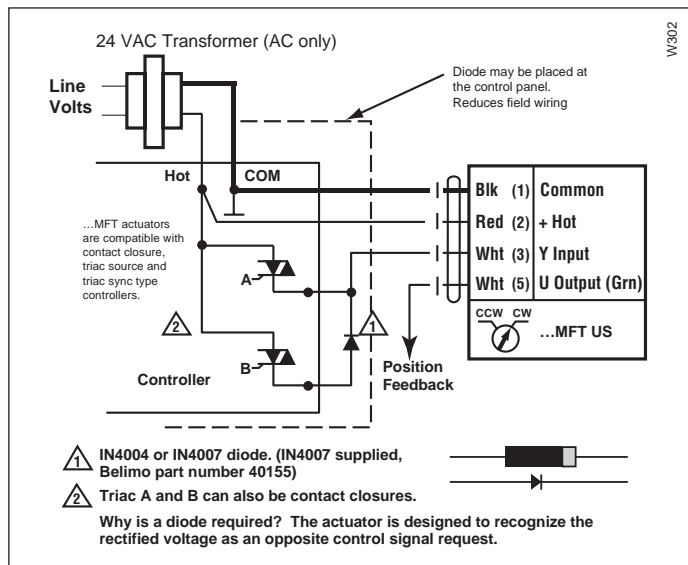 W302
24 VAC Transformer (AC only)
Line
Volts
Diode may be placed at
the control panel.
Reduces field wiring
Hot
COM
…MFT actuators
are compatible with
contact closure,
triac source and
triac sync type
controllers.
A
B
2
1
Controller
Position
Feedback
Blk (1) Common
Red (2) + Hot
Wht (3) Y Input
Wht (5) U Output (Grn)
CCW CW
…MFT US
1 IN4004 or IN4007 diode. (IN4007 supplied,
Belimo part number 40155)
2 Triac A and B can also be contact closures.
Why is a diode required? The actuator is designed to recognize the
rectified voltage as an opposite control signal request.